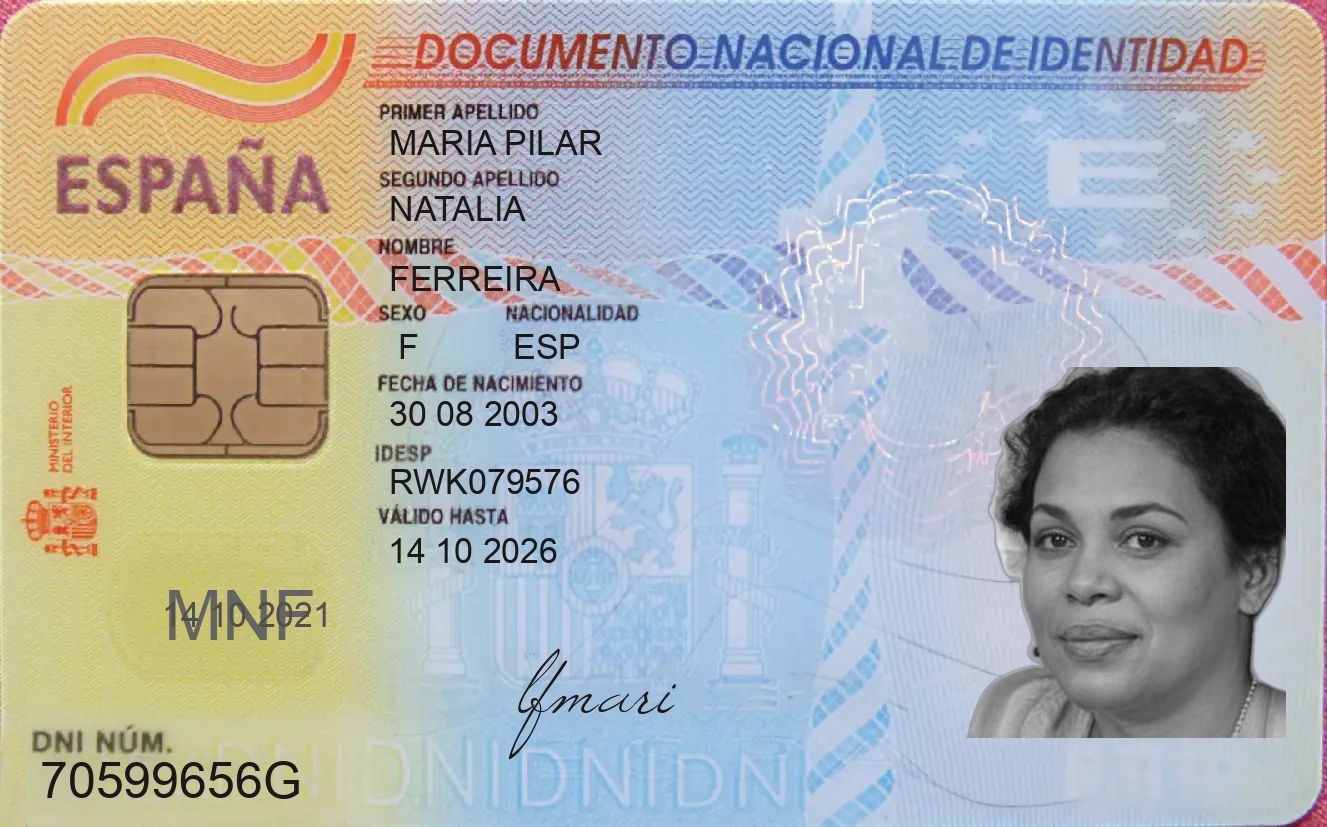 DOCUMENTO NACIONAL DE IDENTIDAD
ESPAÑA
PRIMER APELLIDO
MARIA PILAR
SEGUNDO APELLIDO
NATALIA
NOMBRE
FERREIRA
SEXO NACIONALIDAD
F ESP
FECHA DE NACIMIENTO
30 08 2003
IDESP
RWK079576
VÁLIDO HASTA
14 10 2026
MINISTERIO
DEL INTERIOR
E
MNF
14 10 2021
lfmari
DNI NÚM.
70599656G
DNIDNIDNIDNIDN